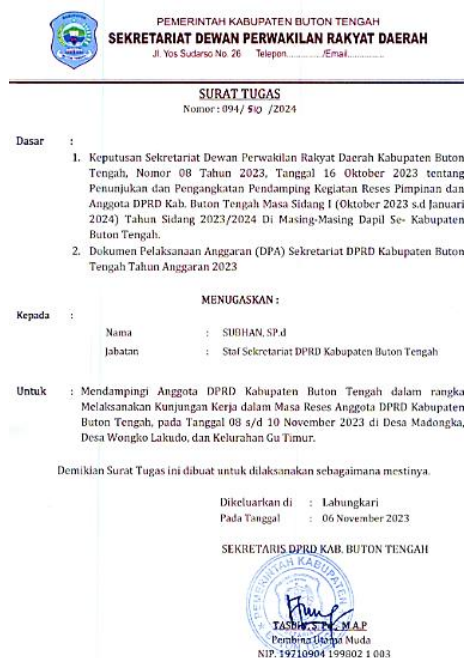 PEMERINTAH KABUPATEN BUTON TENGAH
SEKRETARIAT DEWAN PERWAKILAN RAKYAT DAERAH
Jl. Yos Sudarso No. 26 Telepon............../Email...............
SURAT TUGAS
Nomor : 094/ 510 /2024
Dasar :
1. Keputusan Sekretariat Dewan Perwakilan Rakyat Daerah Kabupaten Buton
Tengah, Nomor 08 Tahun 2023, Tanggal 16 Oktober 2023 tentang
Penunjukan dan Pengangkatan Pendamping Kegiatan Reses Pimpinan dan
Anggota DPRD Kab. Buton Tengah Masa Sidang I (Oktober 2023 s.d Januari
2024) Tahun Sidang 2023/2024 Di Masing-Masing Dapil Se- Kabupaten
Buton Tengah.
2. Dokumen Pelaksanaan Anggaran (DPA) Sekretariat DPRD Kabupaten Buton
Tengah Tahun Anggaran 2023
MENUGASKAN :
Kepada :
Nama : SUBHAN, SP.d
Jabatan : Staf Sekretariat DPRD Kabupaten Buton Tengah
Untuk : Mendampingi Anggota DPRD Kabupaten Buton Tengah dalam rangka
Melaksanakan Kunjungan Kerja dalam Masa Reses Anggota DPRD Kabupaten
Buton Tengah, pada Tanggal 08 s/d 10 November 2023 di Desa Madongka,
Desa Wongko Lakudo, dan Kelurahan Gu Timur.
Demikian Surat Tugas ini dibuat untuk dilaksanakan sebagaimana mestinya.
Dikeluarkan di : Labungkari
Pada Tanggal : 06 November 2023
SEKRETARIS DPRD KAB. BUTON TENGAH
PEMERINTAH KABUPATEN
M.A.P
Pembina Utama Muda
NIP. 19710904 199802 1 003